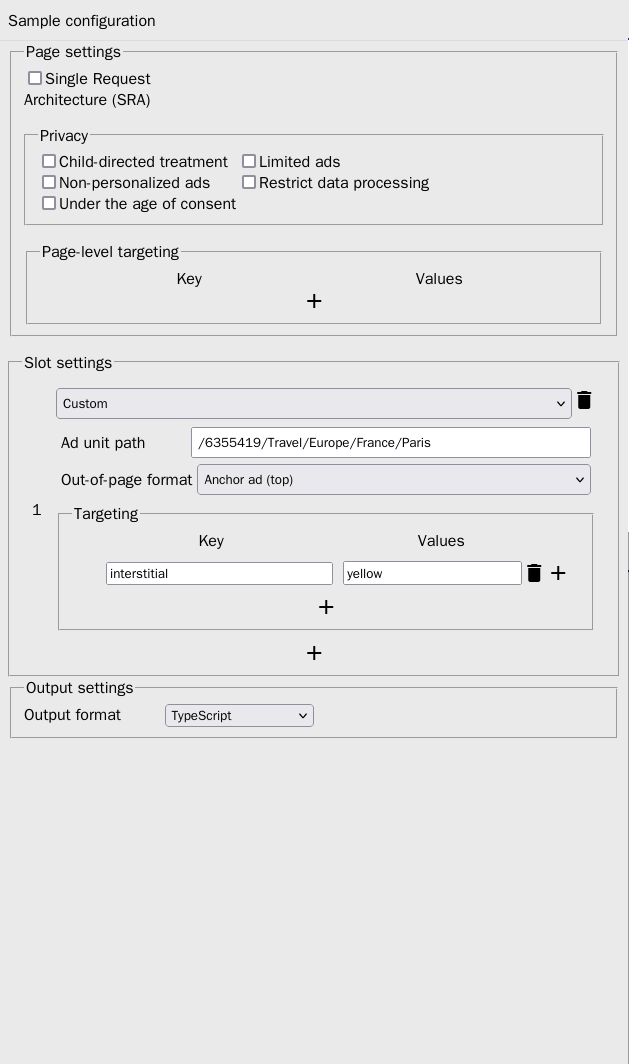 Sample configuration
Page settings
Single Request
Architecture (SRA)
Privacy
Child-directed treatment Limited ads
Non-personalized ads Restrict data processing
Under the age of consent
Page-level targeting
Key Values
+
Slot settings
Custom
Ad unit path /6355419/Travel/Europe/France/Paris
Out-of-page format Anchor ad (top)
1
Targeting
Key Values
interstitial yellow +
+
+
Output settings
Output format TypeScript